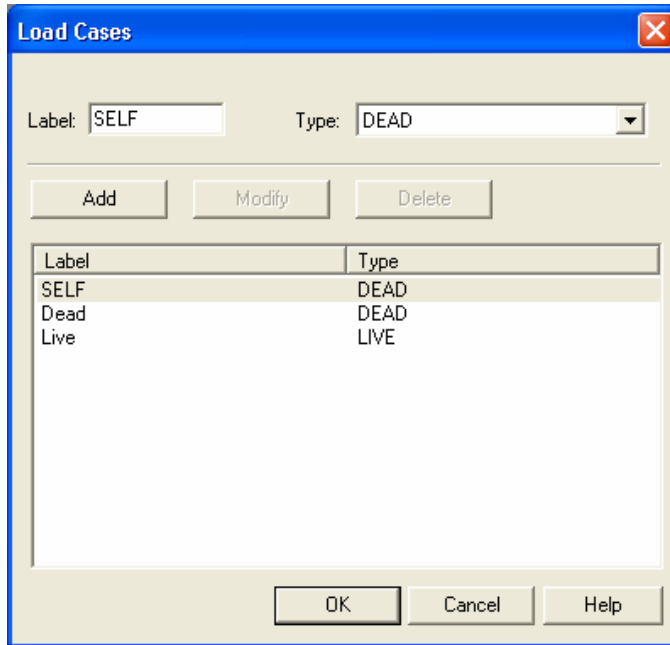 Load Cases
Label: SELF Type: DEAD
Add Modify Delete
Label Type
SELF DEAD
Dead DEAD
Live LIVE
OK Cancel Help